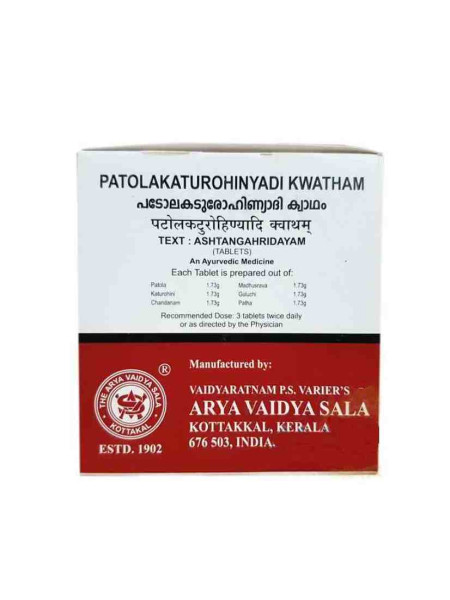 PATOLAKATUROHINYADI KWATHAM
പടോലകടുരോഹിണ്യാദി ക്വാഥം
पटोलकटुरोहिण्यादि क्वाथम्
TEXT : ASHTANGAHRIDAYAM
(TABLETS)
An Ayurvedic Medicine
Each Tablet is prepared out of:
Patola 1.73g Madhusrava 1.73g
Katurohini 1.73g Guluchi 1.73g
Chandanam 1.73g Patha 1.73g
Recommended Dose: 3 tablets twice daily
or as directed by the Physician
Manufactured by:
VAIDYARATNAM P.S. VARIER'S
ARYA VAIDYA SALA
KOTTAKKAL, KERALA
676 503, INDIA.
THE ARYA VAIDYA SALA
KOTTAKAL
®
ESTD. 1902